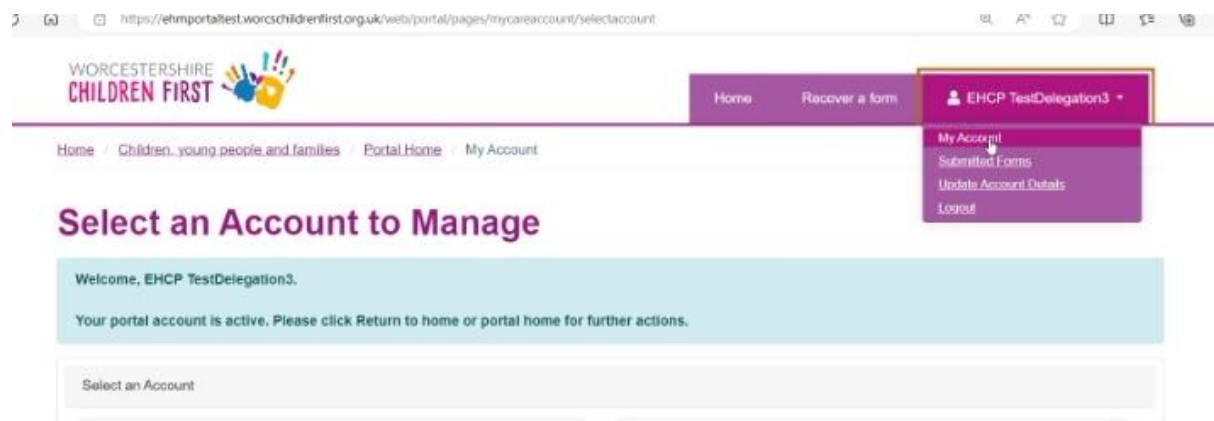 https://ehmportaltest.worcschildrenfirst.org.uk/web/portal/pages/mycareaccount/selectaccount
WORCESTERSHIRE
CHILDREN FIRST
Home Recover a form EHCP TestDelegation3
My Account
Submitted Forms
Update Account Details
Logout
Home / Children, young people and families / Portal Home / My Account
Select an Account to Manage
Welcome, EHCP TestDelegation3.
Your portal account is active. Please click Return to home or portal home for further actions.
Select an Account